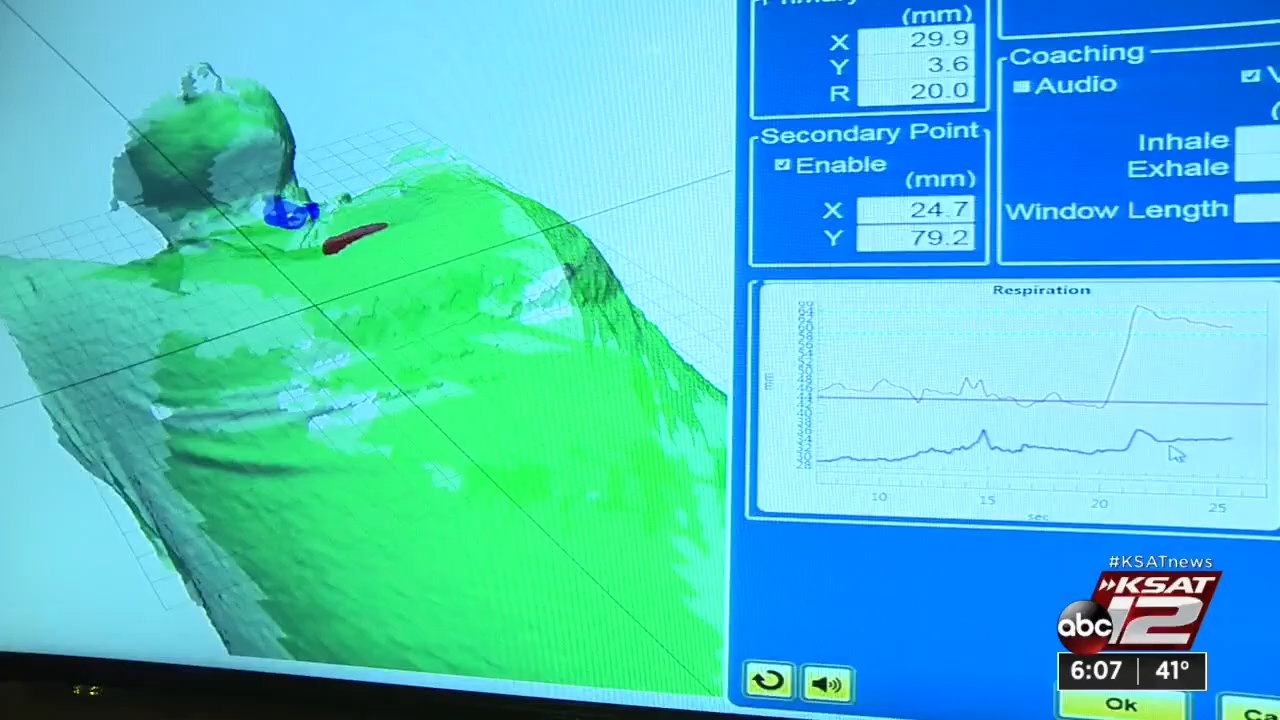 (mm)
X 29.9
Y 3.6
R 20.0
Secondary Point
Enable
(mm)
X 24.7
Y 79.2
Coaching
Audio
Inhale
Exhale
Window Length
Respiration
mm
10 15 20 25
sec
#KSATnews
KSAT
abc 12
6:07 41°
Ok